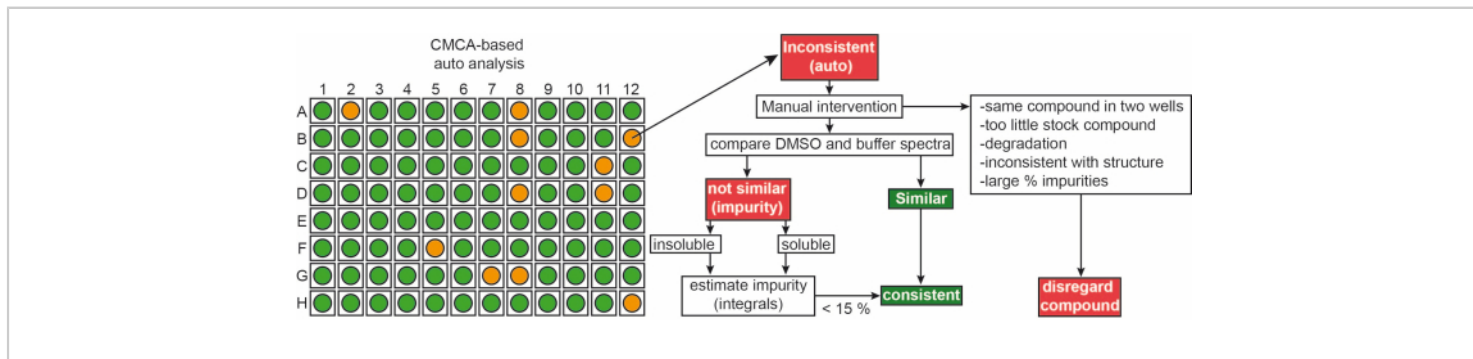 CMCA-based
auto analysis
1 2 3 4 5 6 7 8 9 10 11 12
A
B
C
D
E
F
G
H
Inconsistent
(auto)
Manual intervention
compare DMSO and buffer spectra
not similar
(impurity)
Similar
insoluble
soluble
estimate impurity
(integrals)
< 15 %
consistent
-same compound in two wells
-too little stock compound
-degradation
-inconsistent with structure
-large % impurities
disregard
compound